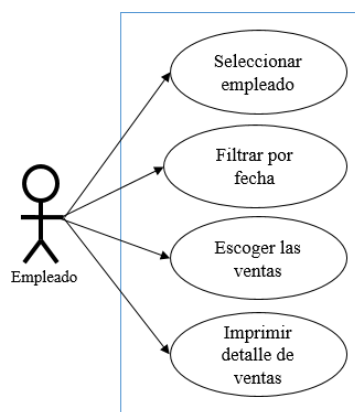 Seleccionar
empleado
Filtrar por
fecha
Empleado
Escoger las
ventas
Imprimir
detalle de
ventas